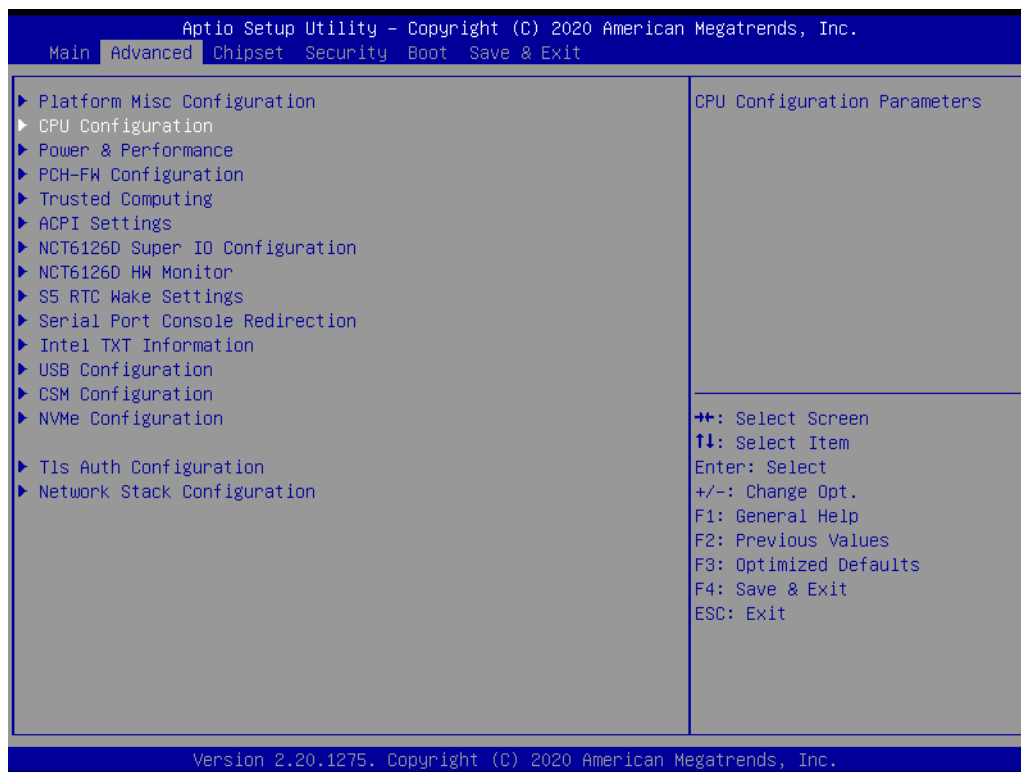 Aptio Setup Utility – Copyright (C) 2020 American Megatrends, Inc.
Main Advanced Chipset Security Boot Save & Exit
▶ Platform Misc Configuration
▶ CPU Configuration
▶ Power & Performance
▶ PCH-FW Configuration
▶ Trusted Computing
▶ ACPI Settings
▶ NCT6126D Super IO Configuration
▶ NCT6126D HW Monitor
▶ S5 RTC Wake Settings
▶ Serial Port Console Redirection
▶ Intel TXT Information
▶ USB Configuration
▶ CSM Configuration
▶ NVMe Configuration
▶ Tls Auth Configuration
▶ Network Stack Configuration
CPU Configuration Parameters
→←: Select Screen
↑↓: Select Item
Enter: Select
+/-: Change Opt.
F1: General Help
F2: Previous Values
F3: Optimized Defaults
F4: Save & Exit
ESC: Exit
Version 2.20.1275. Copyright (C) 2020 American Megatrends, Inc.